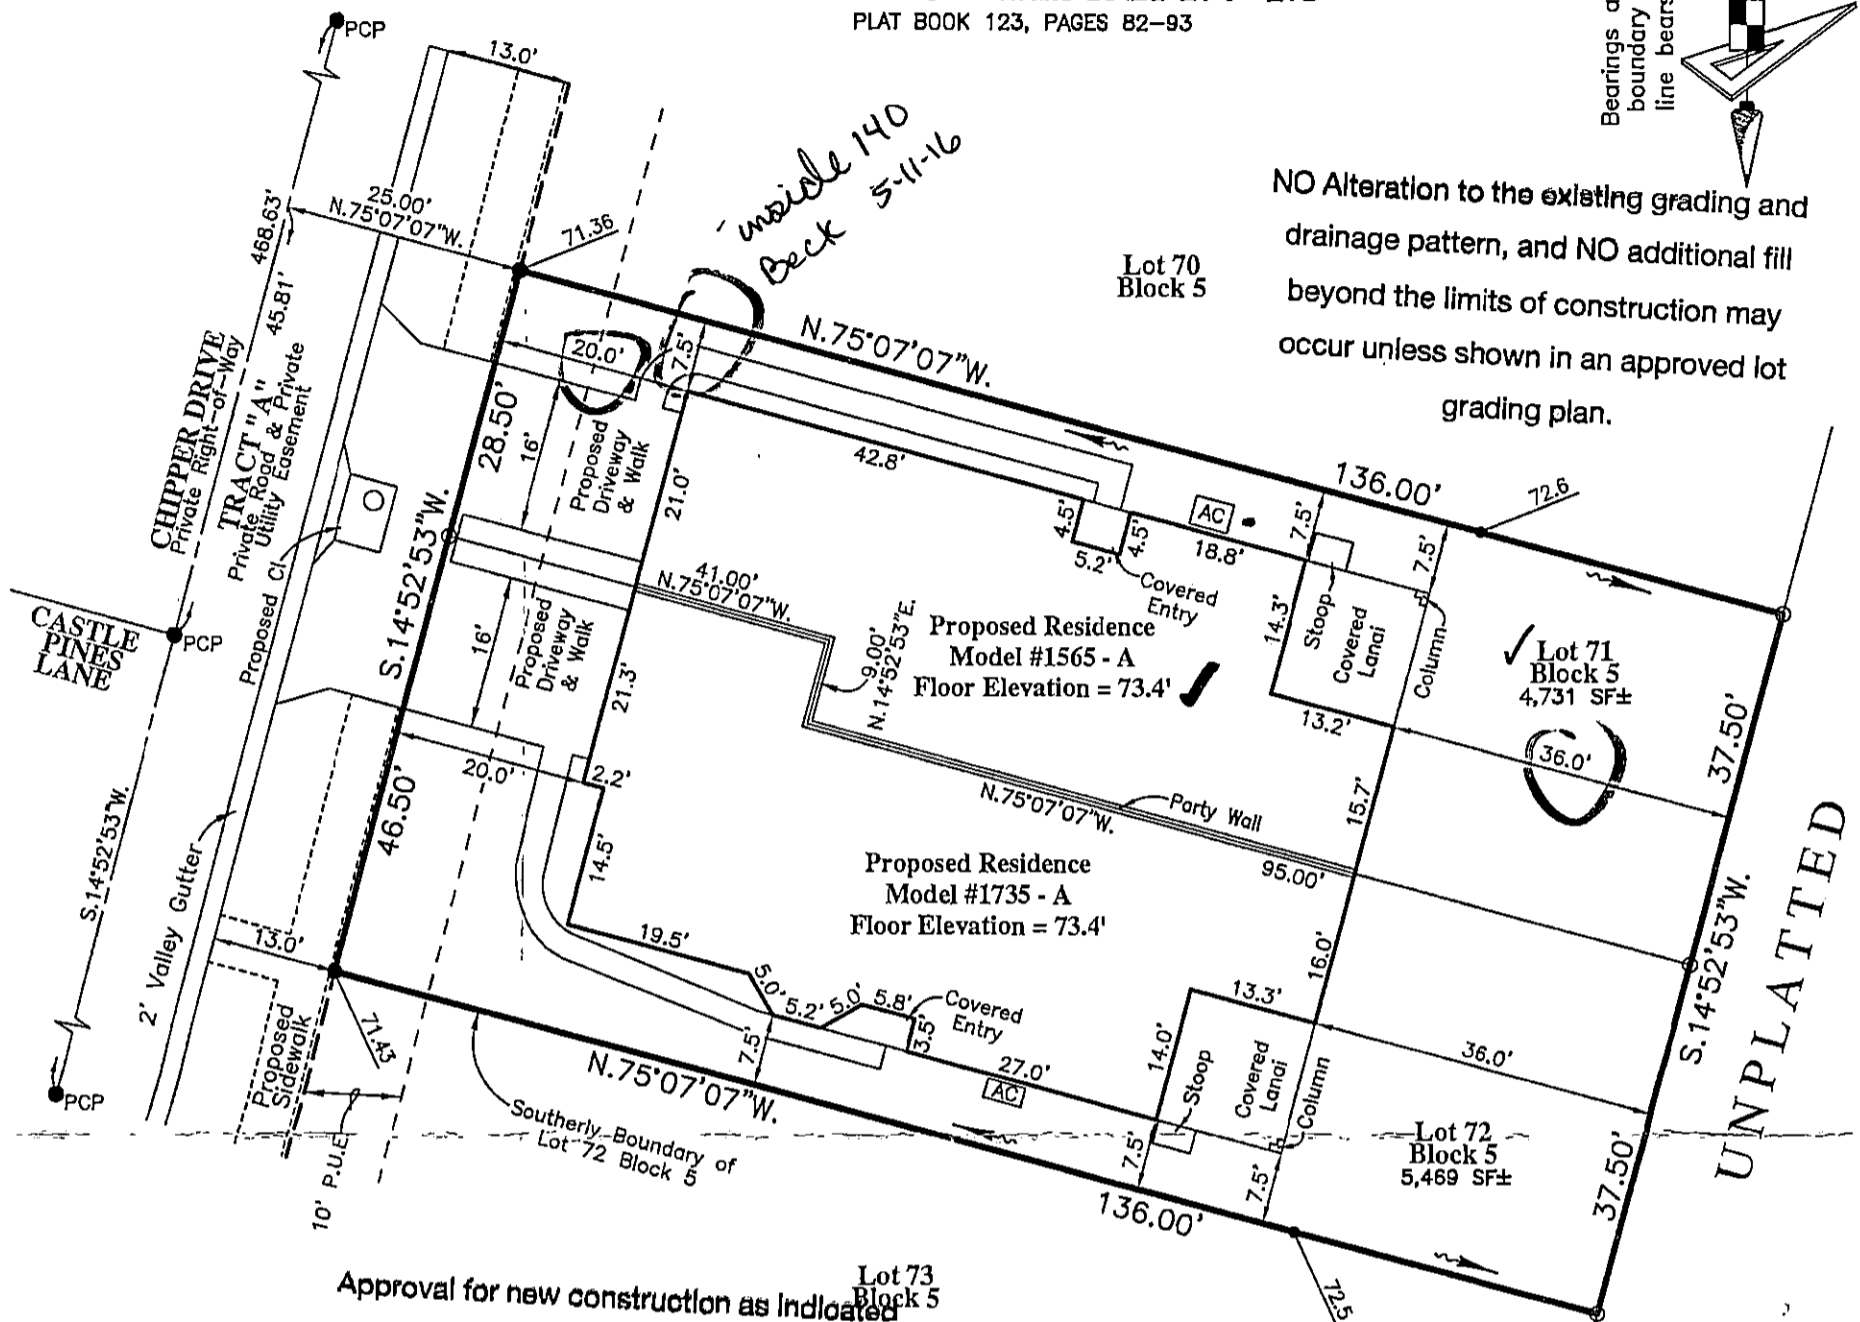 PLAT BOOK 123, PAGES 82-93
Bearings a
boundary
line bears
PCP
13.0'
inside 140
Beck 5-11-16
NO Alteration to the existing grading and
drainage pattern, and NO additional fill
beyond the limits of construction may
occur unless shown in an approved lot
grading plan.
468.63'
25.00'
N.75°07'07"W.
71.36
Lot 70
Block 5
CHIPPER DRIVE
Private Right-of-Way
TRACT "A"
45.81'
Private Road & Private
Utility Easement
20.0'
7.5'
N.75°07'07"W.
28.50'
16'
Proposed
Driveway
& Walk
21.0'
42.8'
136.00'
72.6
AC
4.5'
5.2'
4.5'
18.8'
Covered
Entry
7.5'
7.5'
14.3'
Stoop
Covered
Lanai
Column
S.14°52'53"W.
CASTLE
PINES
LANE
PCP
Proposed CI
41.00'
N.75°07'07"W.
9.00'
N.14°52'53"E.
Proposed Residence
Model #1565 - A
Floor Elevation = 73.4'
✓ Lot 71
Block 5
4,731 SF±
16'
Proposed
Driveway
& Walk
21.3'
13.2'
36.0'
37.50'
20.0'
2.2'
46.50'
14.5'
N.75°07'07"W.
Party Wall
15.7'
95.00'
Proposed Residence
Model #1735 - A
Floor Elevation = 73.4'
S.14°52'53"W.
2' Valley Gutter
13.0'
19.5'
5.0'
5.2'
5.0'
5.8'
3.5'
Covered
Entry
16.0'
13.3'
S.14°52'53"W.
UNPLATTED
71.43
Proposed
Sidewalk
7.5'
27.0'
AC
14.0'
Stoop
Covered
Lanai
Column
36.0'
PCP
N.75°07'07"W.
Southerly Boundary of
Lot 72 Block 5
10' P.U.E.
7.5'
7.5'
Lot 72
Block 5
5,469 SF±
37.50'
136.00'
72.5
Lot 73
Block 5
Approval for new construction as indicated